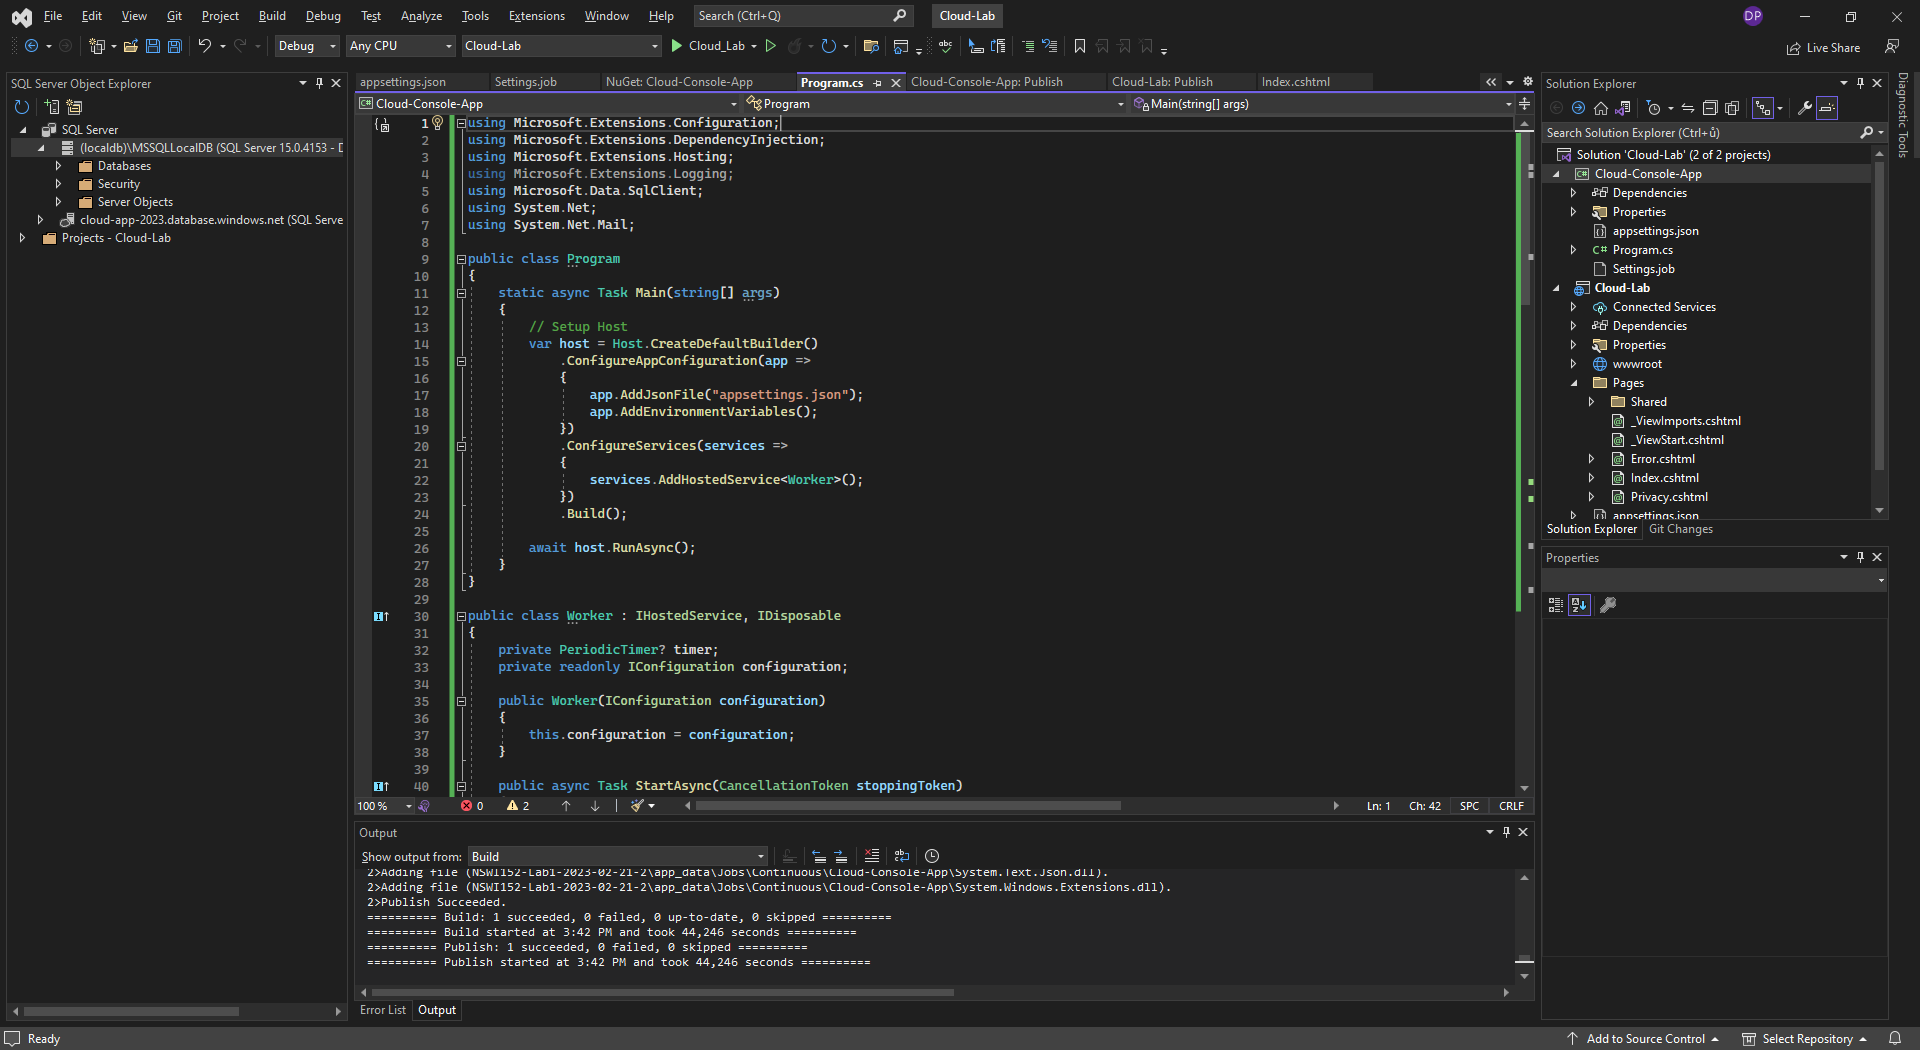 File Edit View Git Project Build Debug Test Analyze Tools Extensions Window Help Search (Ctrl+Q) Cloud-Lab DP
Debug Any CPU Cloud-Lab Cloud_Lab Live Share
SQL Server Object Explorer
SQL Server
(localdb)\MSSQLLocalDB (SQL Server 15.0.4153 - D
Databases
Security
Server Objects
cloud-app-2023.database.windows.net (SQL Serve
Projects - Cloud-Lab
appsettings.json Settings.job NuGet: Cloud-Console-App Program.cs Cloud-Console-App: Publish Cloud-Lab: Publish Index.cshtml
Cloud-Console-App Program Main(string[] args)
1 using Microsoft.Extensions.Configuration;
2 using Microsoft.Extensions.DependencyInjection;
3 using Microsoft.Extensions.Hosting;
4 using Microsoft.Extensions.Logging;
5 using Microsoft.Data.SqlClient;
6 using System.Net;
7 using System.Net.Mail;
8
9 public class Program
10 {
11 static async Task Main(string[] args)
12 {
13 // Setup Host
14 var host = Host.CreateDefaultBuilder()
15 .ConfigureAppConfiguration(app =>
16 {
17 app.AddJsonFile("appsettings.json");
18 app.AddEnvironmentVariables();
19 })
20 .ConfigureServices(services =>
21 {
22 services.AddHostedService<Worker>();
23 })
24 .Build();
25
26 await host.RunAsync();
27 }
28 }
29
30 public class Worker : IHostedService, IDisposable
31 {
32 private PeriodicTimer? timer;
33 private readonly IConfiguration configuration;
34
35 public Worker(IConfiguration configuration)
36 {
37 this.configuration = configuration;
38 }
39
40 public async Task StartAsync(CancellationToken stoppingToken)
100 % 0 2 Ln: 1 Ch: 42 SPC CRLF
Output
Show output from: Build
2>Adding file (NSWI152-Lab1-2023-02-21-2\app_data\Jobs\Continuous\Cloud-Console-App\System.Text.Json.dll).
2>Adding file (NSWI152-Lab1-2023-02-21-2\app_data\Jobs\Continuous\Cloud-Console-App\System.Windows.Extensions.dll).
2>Publish Succeeded.
========== Build: 1 succeeded, 0 failed, 0 up-to-date, 0 skipped ==========
========== Build started at 3:42 PM and took 44,246 seconds ==========
========== Publish: 1 succeeded, 0 failed, 0 skipped ==========
========== Publish started at 3:42 PM and took 44,246 seconds ==========
Error List Output
Solution Explorer
Search Solution Explorer (Ctrl+ů)
Solution 'Cloud-Lab' (2 of 2 projects)
Cloud-Console-App
Dependencies
Properties
appsettings.json
C# Program.cs
Settings.job
Cloud-Lab
Connected Services
Dependencies
Properties
wwwroot
Pages
Shared
_ViewImports.cshtml
_ViewStart.cshtml
Error.cshtml
Index.cshtml
Privacy.cshtml
appsettings.json
Solution Explorer Git Changes
Properties
Diagnostic Tools
Ready Add to Source Control Select Repository